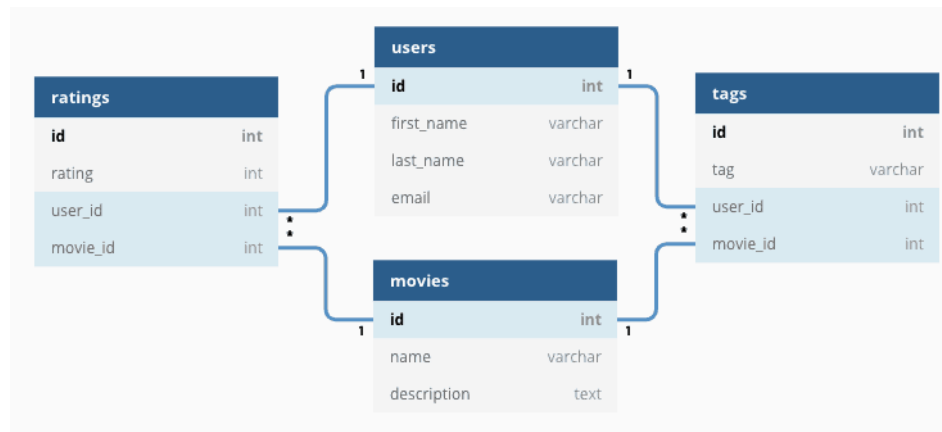 users
1
id int
1
first_name varchar
last_name varchar
email varchar
ratings
id int
rating int
user_id int
*
*
movie_id int
tags
id int
tag varchar
user_id int
*
*
movie_id int
movies
1
id int
1
name varchar
description text